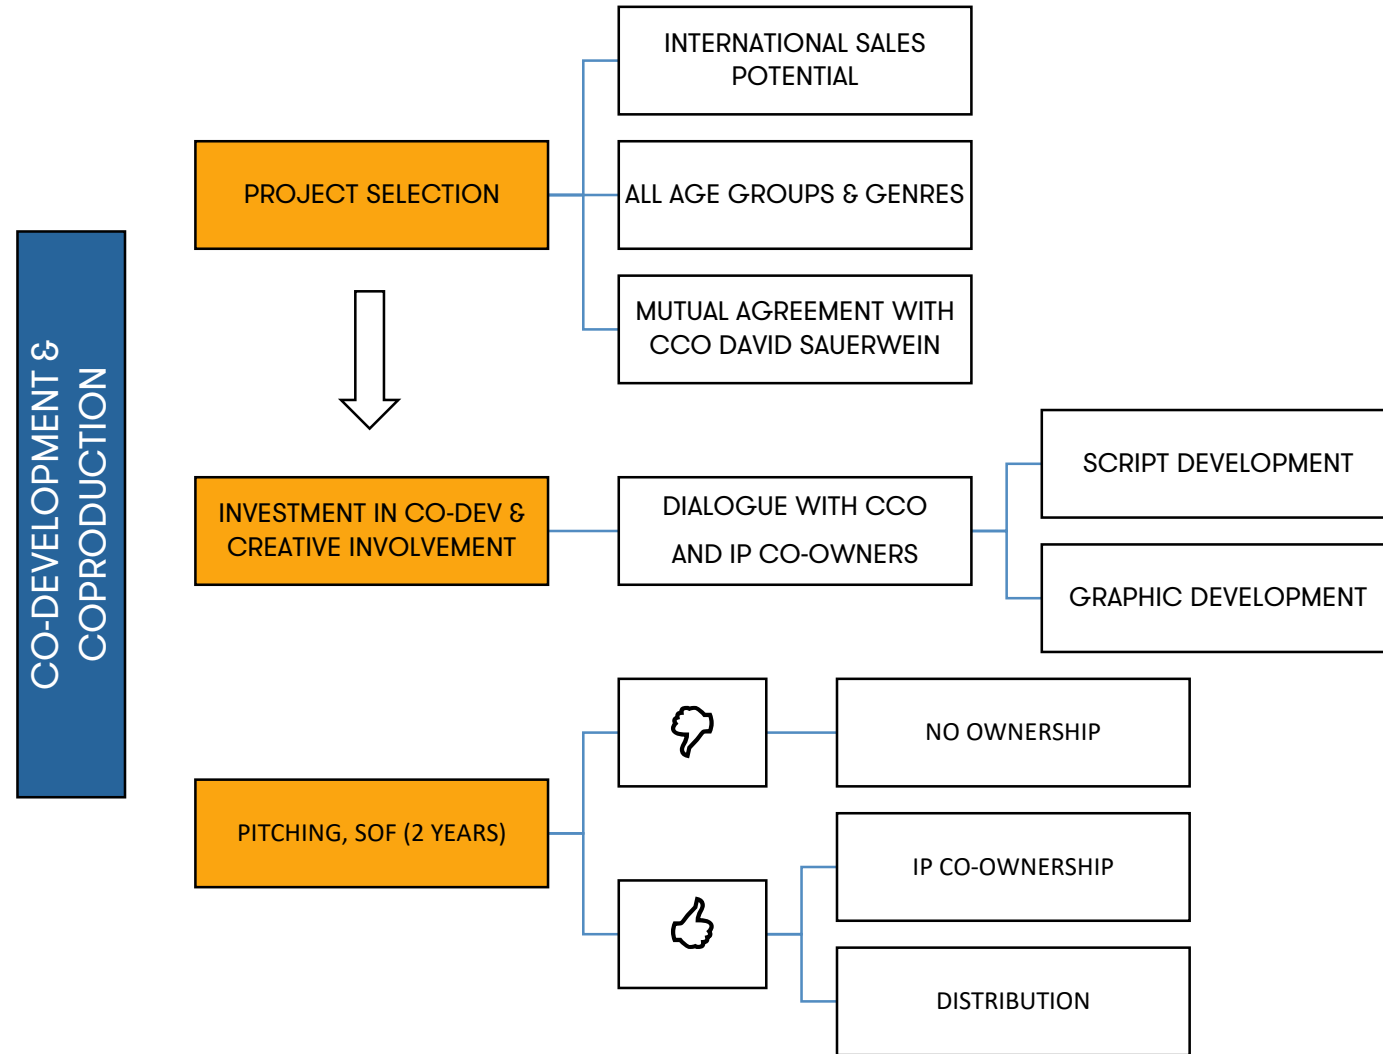 CO-DEVELOPMENT &
COPRODUCTION
PROJECT SELECTION
INTERNATIONAL SALES
POTENTIAL
ALL AGE GROUPS & GENRES
MUTUAL AGREEMENT WITH
CCO DAVID SAUERWEIN
INVESTMENT IN CO-DEV &
CREATIVE INVOLVEMENT
DIALOGUE WITH CCO
AND IP CO-OWNERS
SCRIPT DEVELOPMENT
GRAPHIC DEVELOPMENT
PITCHING, SOF (2 YEARS)
NO OWNERSHIP
IP CO-OWNERSHIP
DISTRIBUTION